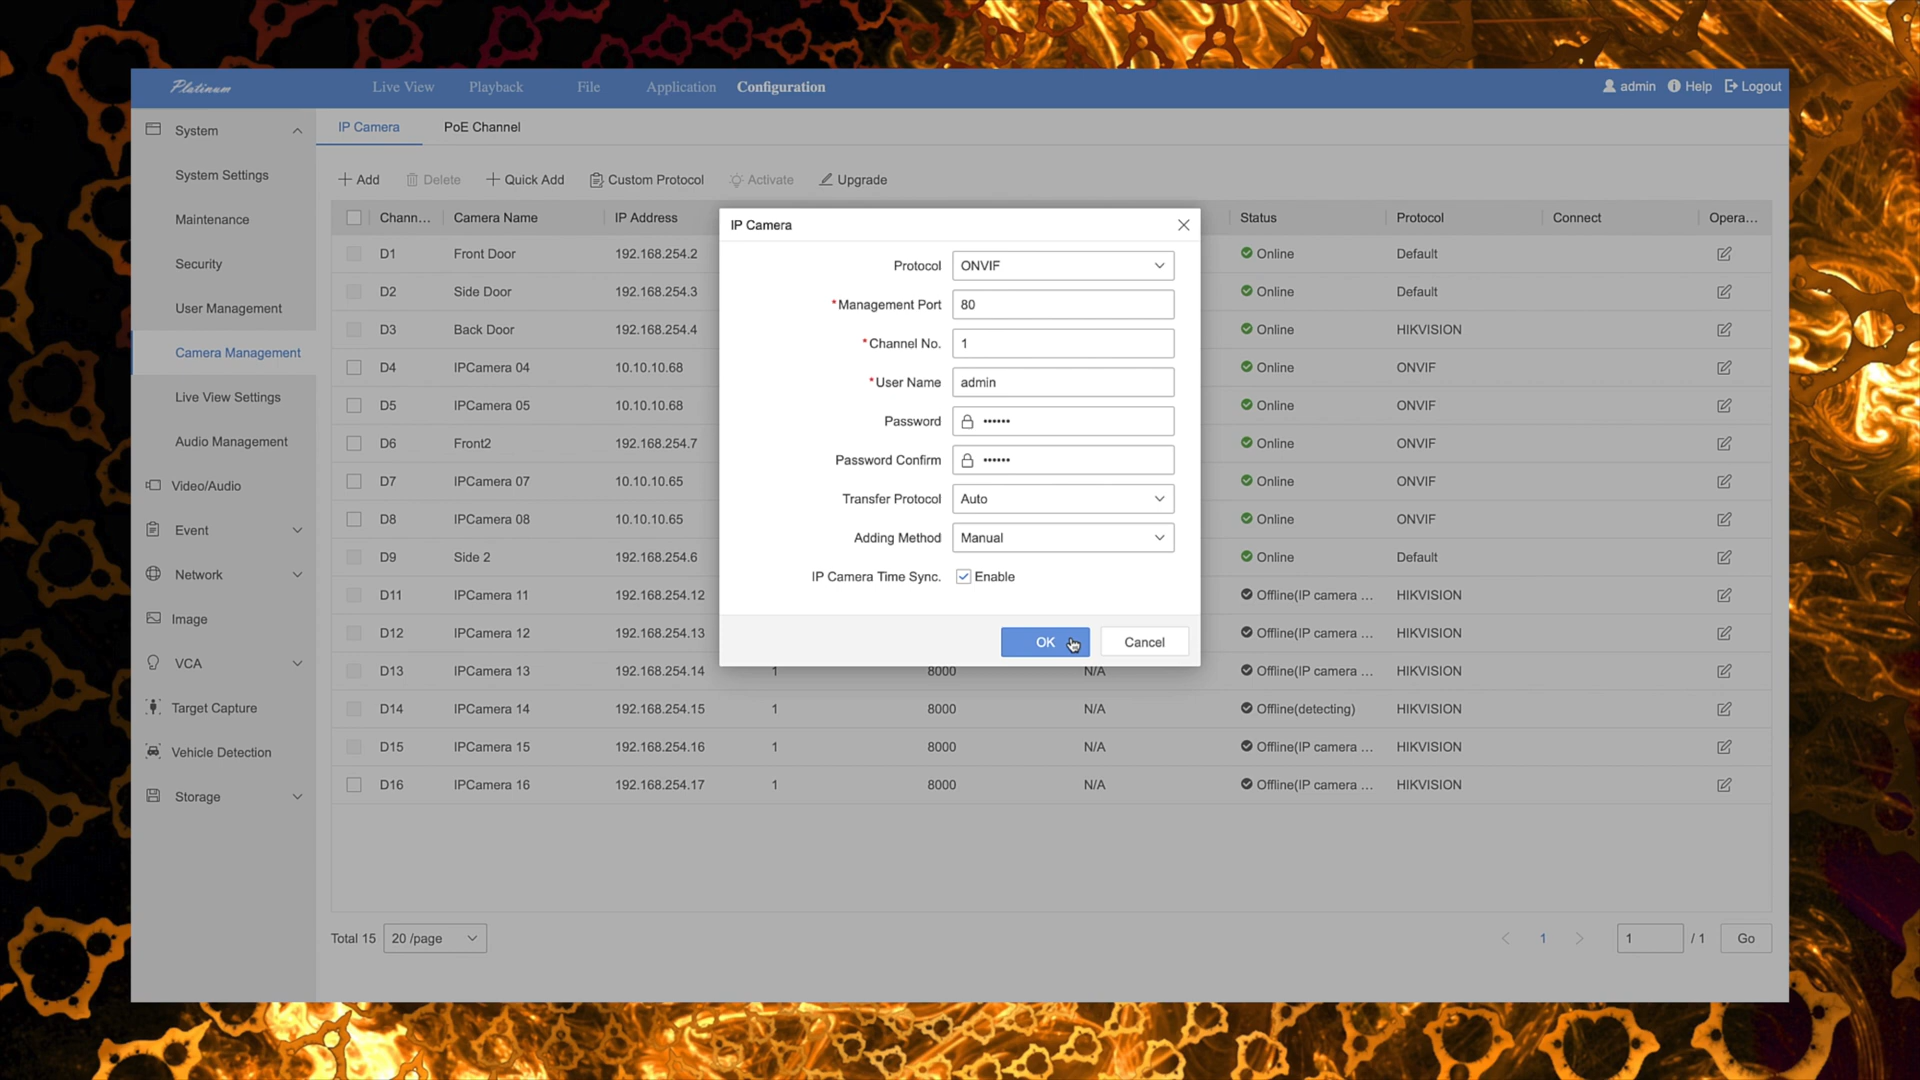 Platinum
Live View Playback File Application Configuration
admin Help Logout
System
System Settings
Maintenance
Security
User Management
Camera Management
Live View Settings
Audio Management
Video/Audio
Event
Network
Image
VCA
Target Capture
Vehicle Detection
Storage
IP Camera PoE Channel
Add Delete Quick Add Custom Protocol Activate Upgrade
Chann... Camera Name IP Address Status Protocol Connect Opera...
D1 Front Door 192.168.254.2 Online Default
D2 Side Door 192.168.254.3 Online Default
D3 Back Door 192.168.254.4 Online HIKVISION
D4 IPCamera 04 10.10.10.68 Online ONVIF
D5 IPCamera 05 10.10.10.68 Online ONVIF
D6 Front2 192.168.254.7 Online ONVIF
D7 IPCamera 07 10.10.10.65 Online ONVIF
D8 IPCamera 08 10.10.10.65 Online ONVIF
D9 Side 2 192.168.254.6 Online Default
D11 IPCamera 11 192.168.254.12 Offline(IP camera ... HIKVISION
D12 IPCamera 12 192.168.254.13 Offline(IP camera ... HIKVISION
D13 IPCamera 13 192.168.254.14 1 8000 N/A Offline(IP camera ... HIKVISION
D14 IPCamera 14 192.168.254.15 1 8000 N/A Offline(detecting) HIKVISION
D15 IPCamera 15 192.168.254.16 1 8000 N/A Offline(IP camera ... HIKVISION
D16 IPCamera 16 192.168.254.17 1 8000 N/A Offline(IP camera ... HIKVISION
IP Camera
Protocol ONVIF
*Management Port 80
*Channel No. 1
*User Name admin
Password ••••••
Password Confirm ••••••
Transfer Protocol Auto
Adding Method Manual
IP Camera Time Sync. Enable
OK Cancel
Total 15 20 /page < 1 > 1 / 1 Go